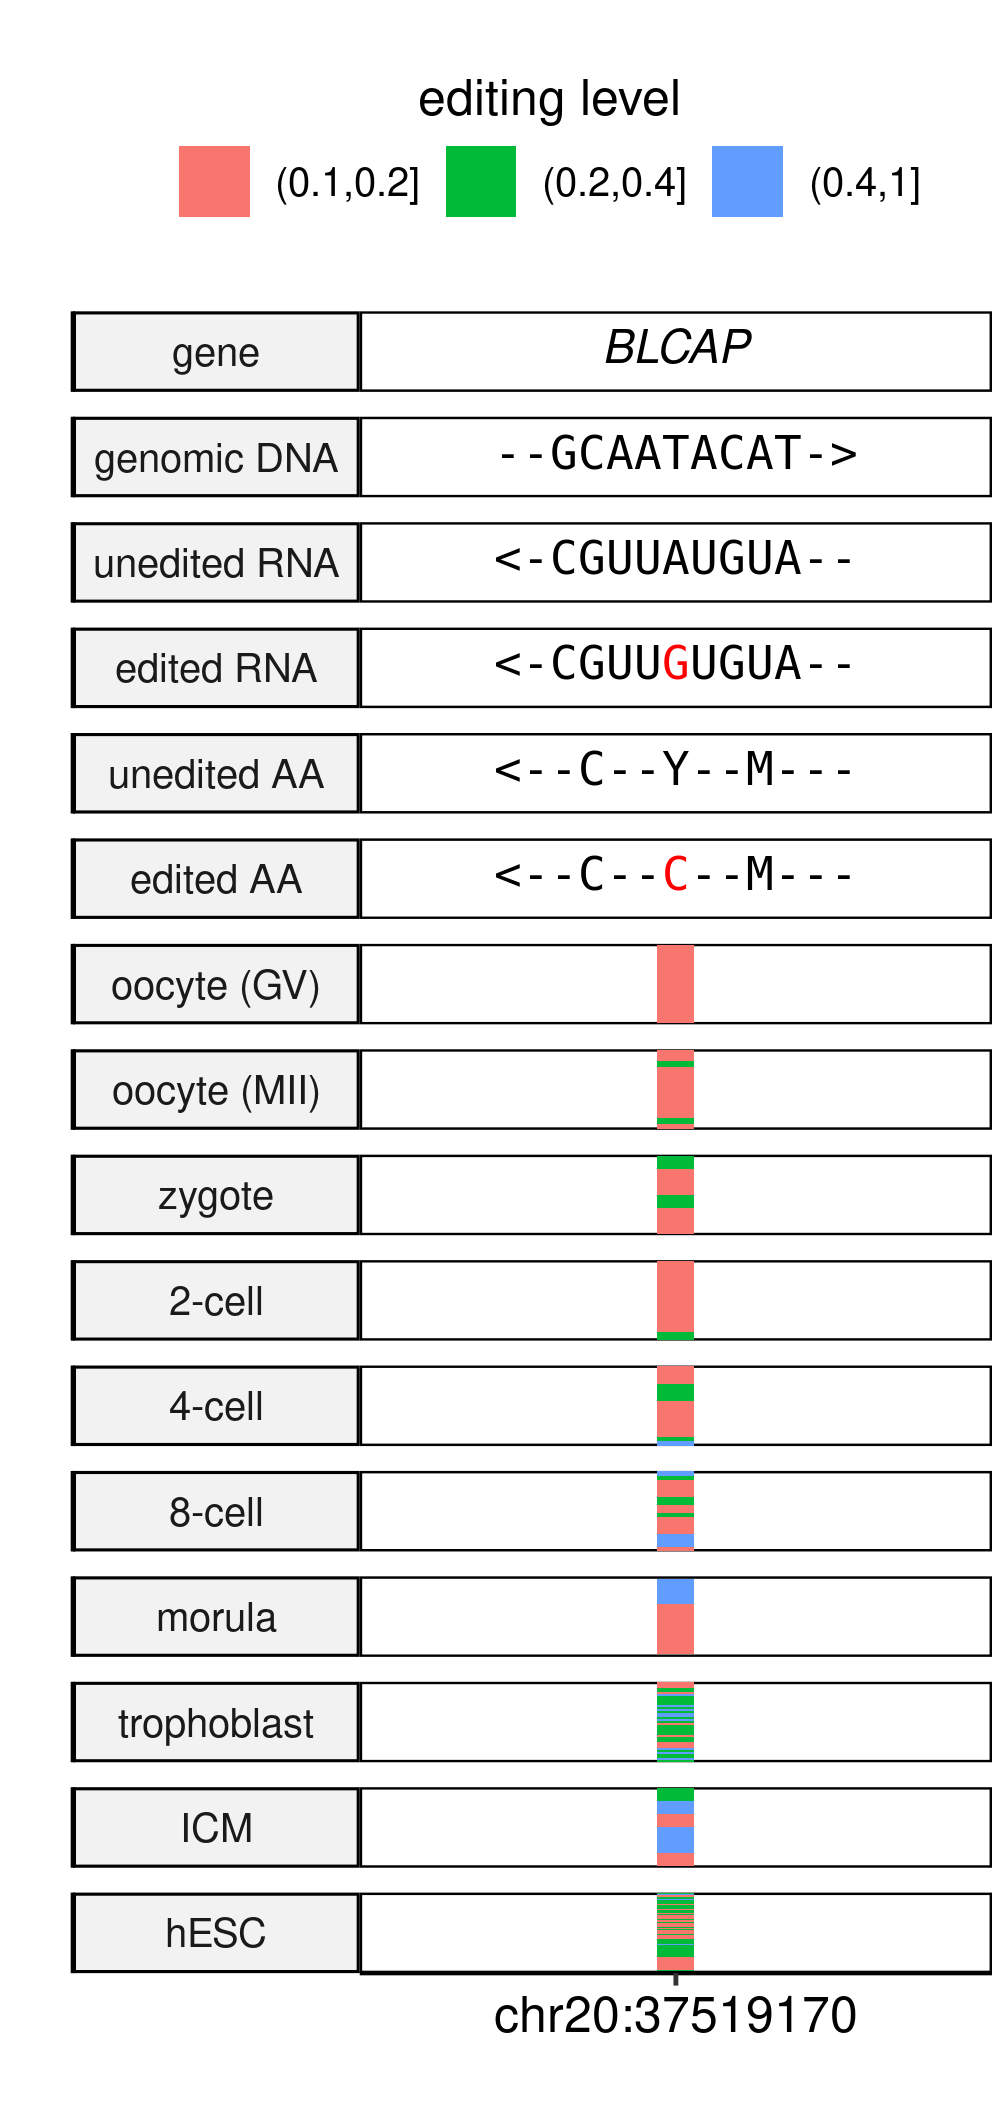 editing level
(0.1,0.2] (0.2,0.4] (0.4,1]
gene BLCAP
genomic DNA --GCAATACAT->
unedited RNA <-CGUUAUGUA--
edited RNA <-CGUUGUGUA--
unedited AA <--C--Y--M---
edited AA <--C--C--M---
oocyte (GV)
oocyte (MII)
zygote
2-cell
4-cell
8-cell
morula
trophoblast
ICM
hESC
chr20:37519170